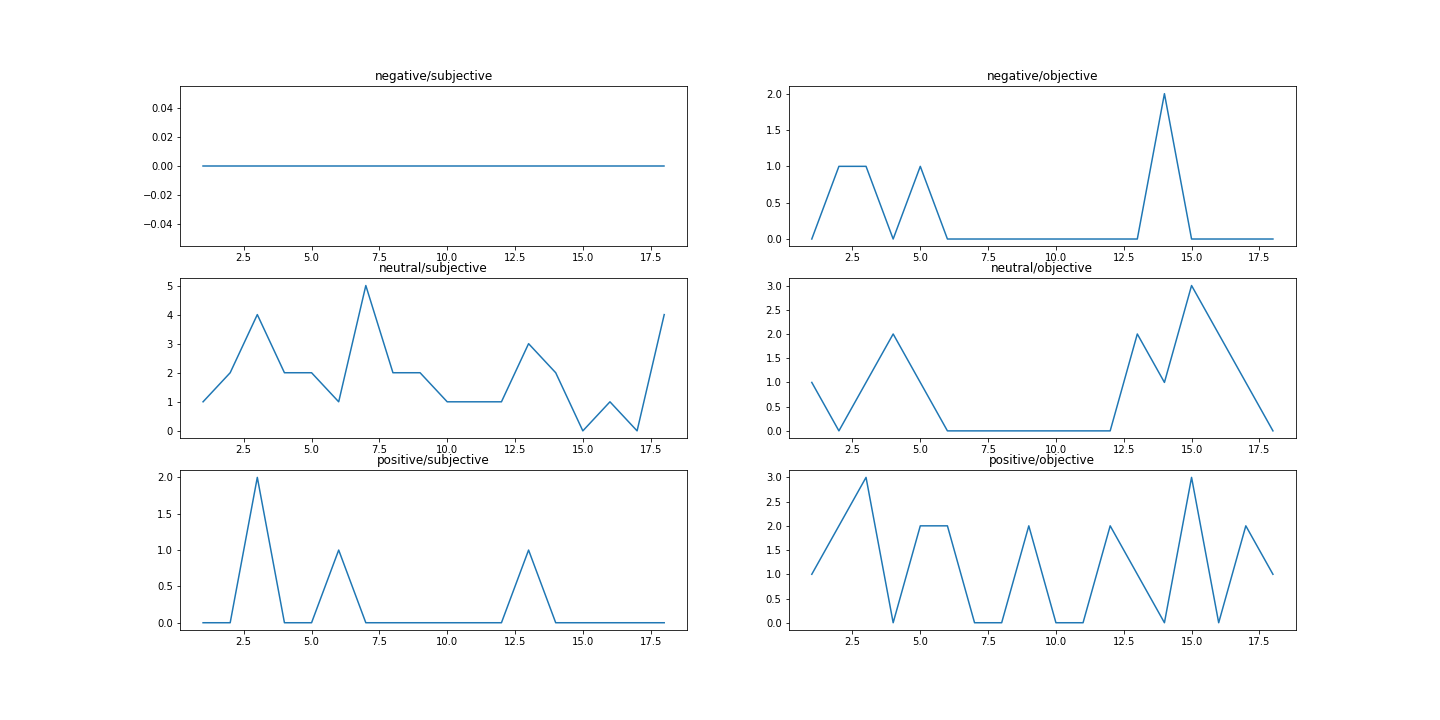 negative/subjective
0.04
0.02
0.00
−0.02
−0.04
2.5 5.0 7.5 10.0 12.5 15.0 17.5
negative/objective
2.0
1.5
1.0
0.5
0.0
2.5 5.0 7.5 10.0 12.5 15.0 17.5
neutral/subjective
5
4
3
2
1
0
2.5 5.0 7.5 10.0 12.5 15.0 17.5
neutral/objective
3.0
2.5
2.0
1.5
1.0
0.5
0.0
2.5 5.0 7.5 10.0 12.5 15.0 17.5
positive/subjective
2.0
1.5
1.0
0.5
0.0
2.5 5.0 7.5 10.0 12.5 15.0 17.5
positive/objective
3.0
2.5
2.0
1.5
1.0
0.5
0.0
2.5 5.0 7.5 10.0 12.5 15.0 17.5